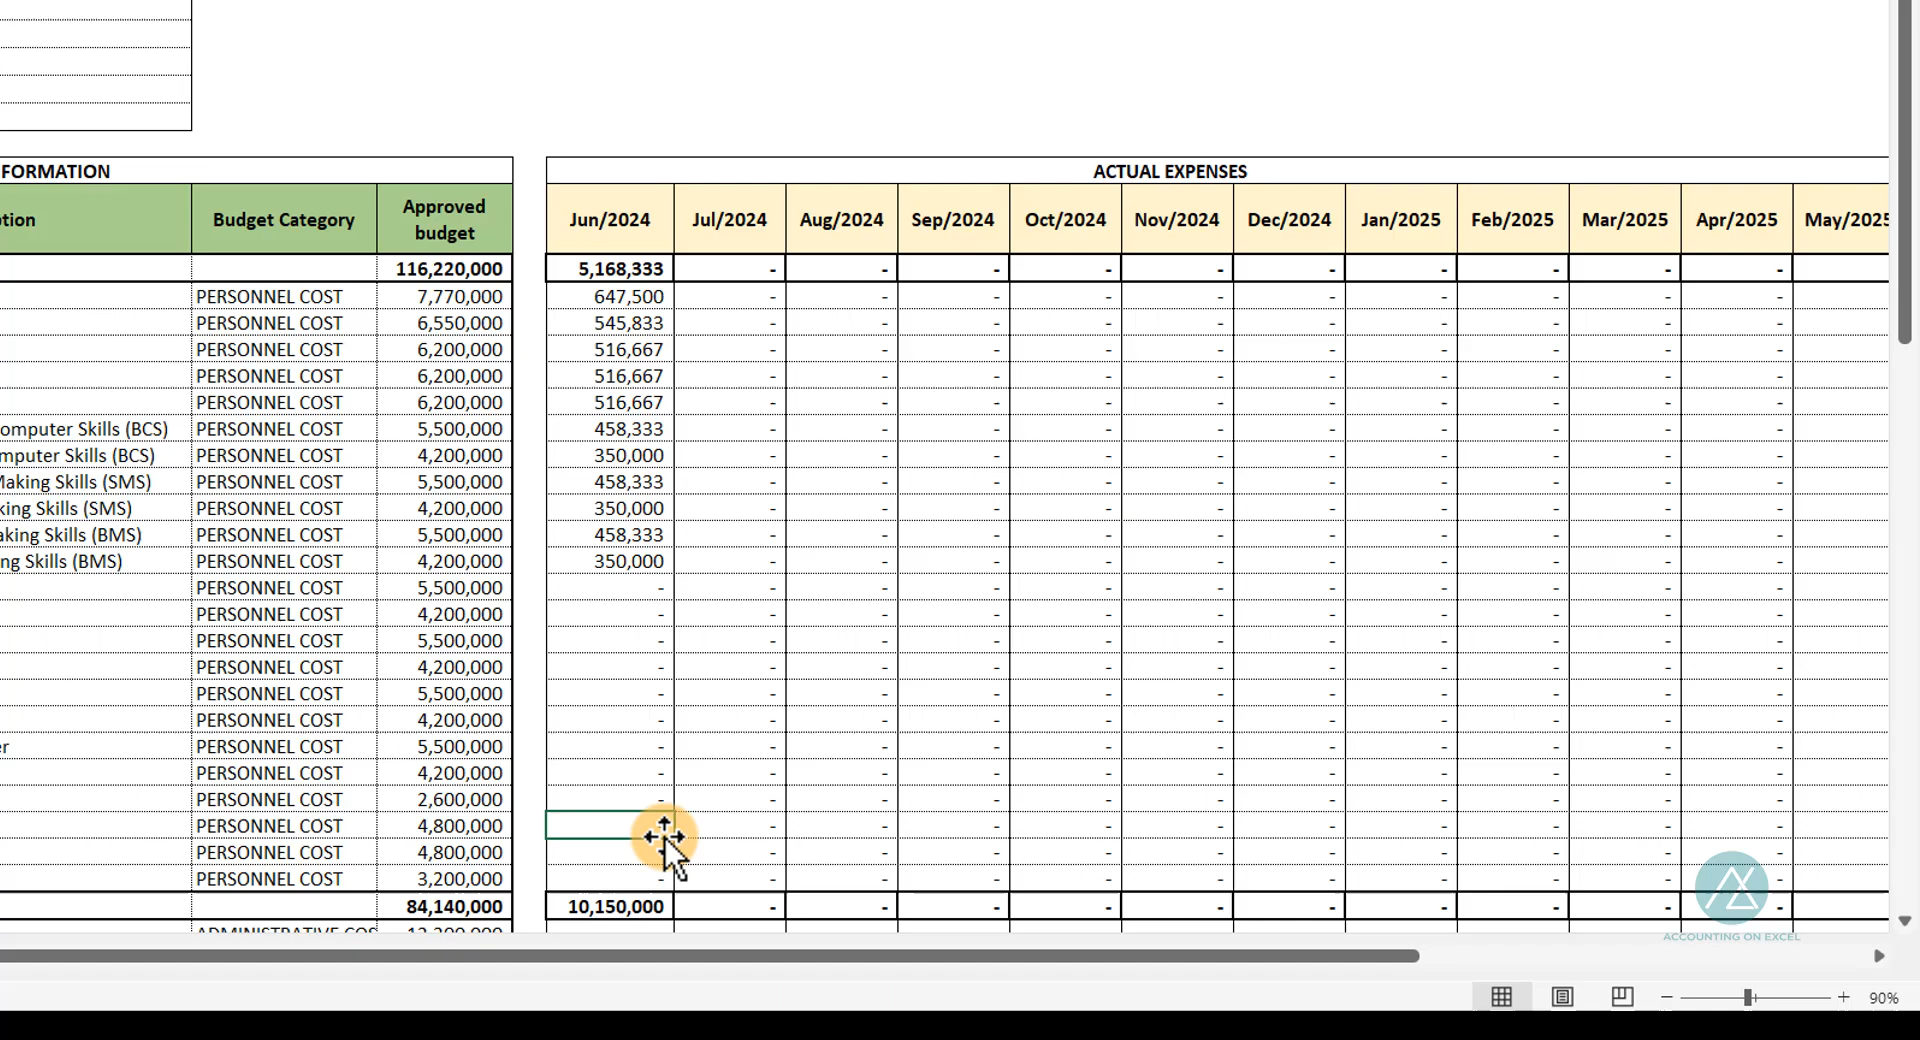 FORMATION ACTUAL EXPENSES
ption Budget Category Approved budget Jun/2024 Jul/2024 Aug/2024 Sep/2024 Oct/2024 Nov/2024 Dec/2024 Jan/2025 Feb/2025 Mar/2025 Apr/2025 May/2025
116,220,000 5,168,333 - - - - - - - - - -
PERSONNEL COST 7,770,000 647,500 - - - - - - - - - -
PERSONNEL COST 6,550,000 545,833 - - - - - - - - - -
PERSONNEL COST 6,200,000 516,667 - - - - - - - - - -
PERSONNEL COST 6,200,000 516,667 - - - - - - - - - -
PERSONNEL COST 6,200,000 516,667 - - - - - - - - - -
omputer Skills (BCS) PERSONNEL COST 5,500,000 458,333 - - - - - - - - - -
mputer Skills (BCS) PERSONNEL COST 4,200,000 350,000 - - - - - - - - - -
Making Skills (SMS) PERSONNEL COST 5,500,000 458,333 - - - - - - - - - -
king Skills (SMS) PERSONNEL COST 4,200,000 350,000 - - - - - - - - - -
aking Skills (BMS) PERSONNEL COST 5,500,000 458,333 - - - - - - - - - -
ng Skills (BMS) PERSONNEL COST 4,200,000 350,000 - - - - - - - - - -
PERSONNEL COST 5,500,000 - - - - - - - - - - -
PERSONNEL COST 4,200,000 - - - - - - - - - - -
PERSONNEL COST 5,500,000 - - - - - - - - - - -
PERSONNEL COST 4,200,000 - - - - - - - - - - -
PERSONNEL COST 5,500,000 - - - - - - - - - - -
PERSONNEL COST 4,200,000 - - - - - - - - - - -
er PERSONNEL COST 5,500,000 - - - - - - - - - - -
PERSONNEL COST 4,200,000 - - - - - - - - - - -
PERSONNEL COST 2,600,000 - - - - - - - - - - -
PERSONNEL COST 4,800,000 - - - - - - - - - -
PERSONNEL COST 4,800,000 - - - - - - - - - -
PERSONNEL COST 3,200,000 - - - - - - - - - - -
84,140,000 10,150,000 - - - - - - - - - -
ADMINISTRATIVE COS 12,200,000
ACCOUNTING ON EXCEL
90%